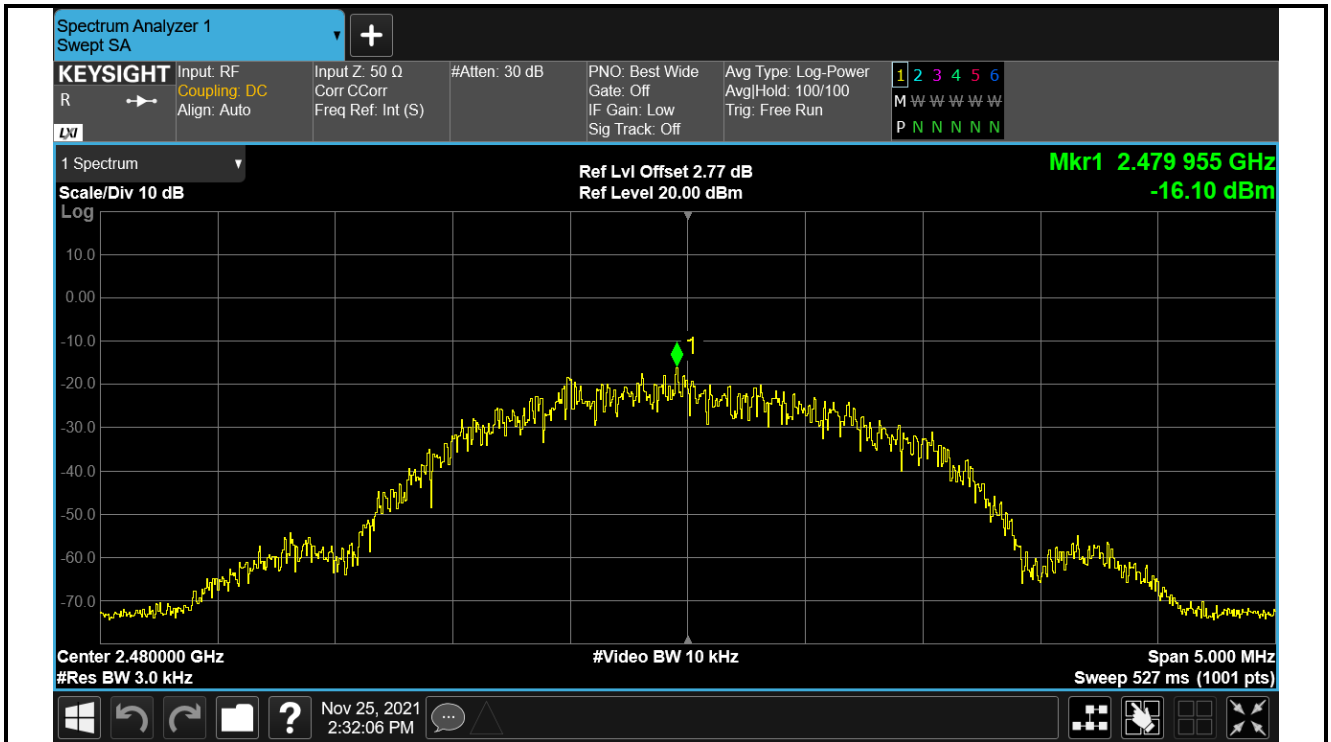 Spectrum Analyzer 1
Swept SA
+
KEYSIGHT
R
LXI
Input: RF
Coupling: DC
Align: Auto
Input Z: 50 Ω
Corr CCorr
Freq Ref: Int (S)
#Atten: 30 dB
PNO: Best Wide
Gate: Off
IF Gain: Low
Sig Track: Off
Avg Type: Log-Power
Avg|Hold: 100/100
Trig: Free Run
1 2 3 4 5 6
M W W W W W
P N N N N N
1 Spectrum
Scale/Div 10 dB
Log
Ref Lvl Offset 2.77 dB
Ref Level 20.00 dBm
Mkr1 2.479 955 GHz
-16.10 dBm
10.0
0.00
-10.0
-20.0
-30.0
-40.0
-50.0
-60.0
-70.0
1
Center 2.480000 GHz
#Res BW 3.0 kHz
#Video BW 10 kHz
Span 5.000 MHz
Sweep 527 ms (1001 pts)
?
Nov 25, 2021
2:32:06 PM